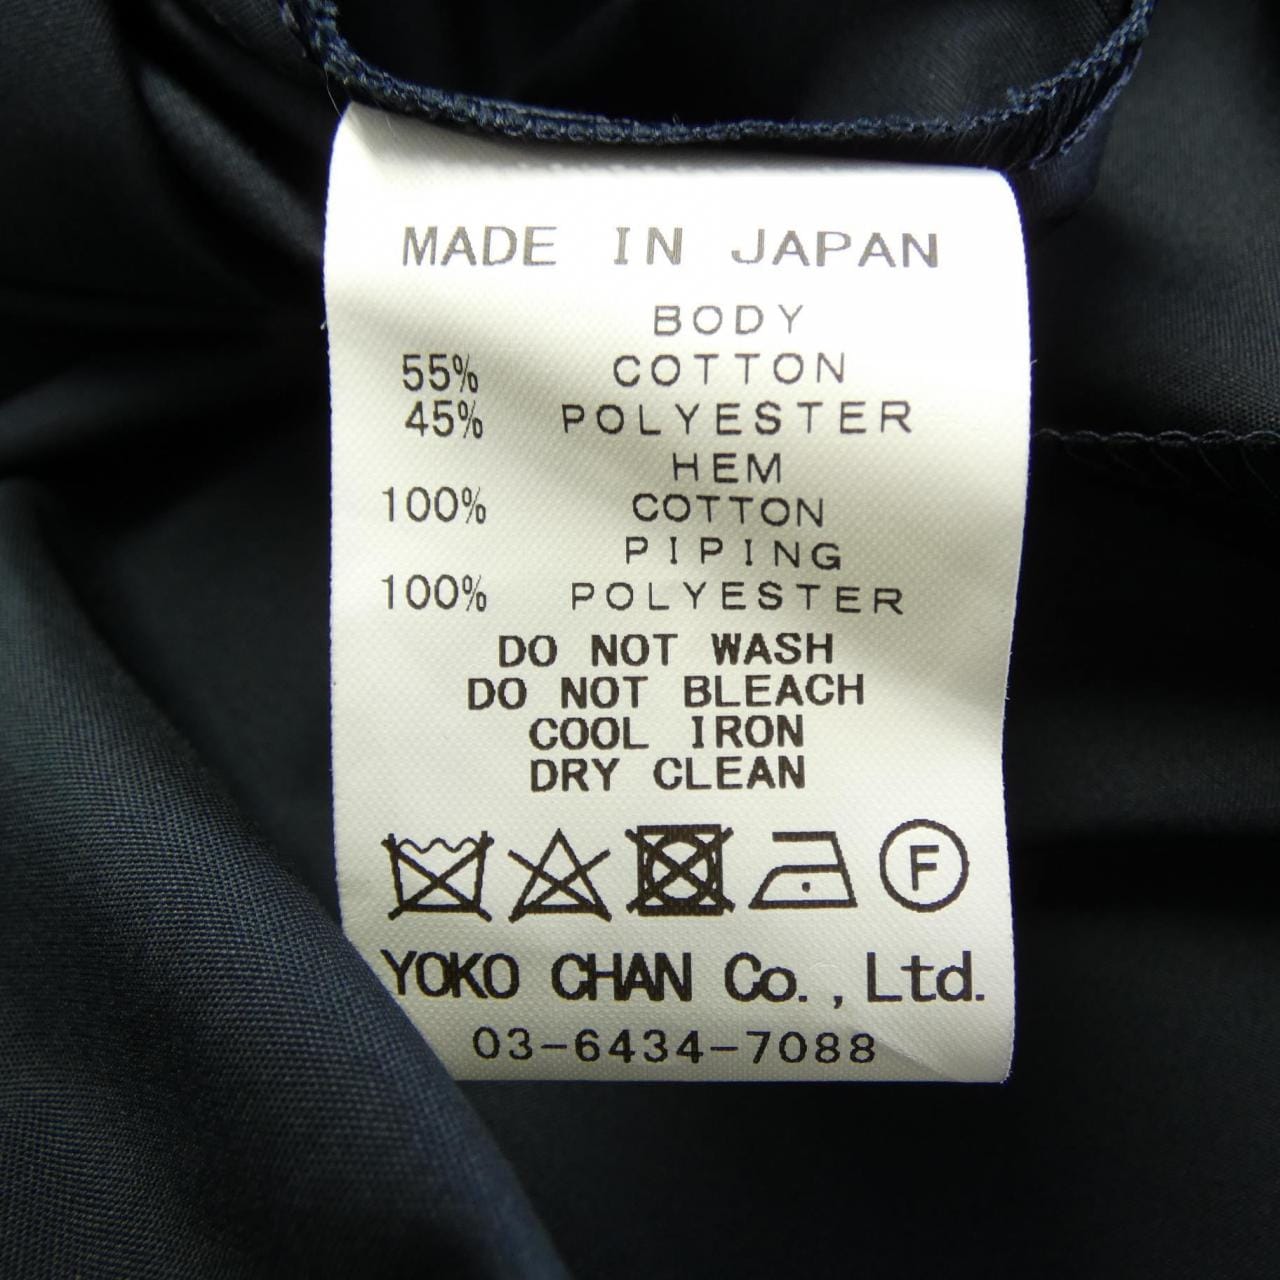 MADE IN JAPAN
BODY
55% COTTON
45% POLYESTER
HEM
100% COTTON
PIPING
100% POLYESTER
DO NOT WASH
DO NOT BLEACH
COOL IRON
DRY CLEAN
F
YOKO CHAN Co.,Ltd.
03-6434-7088